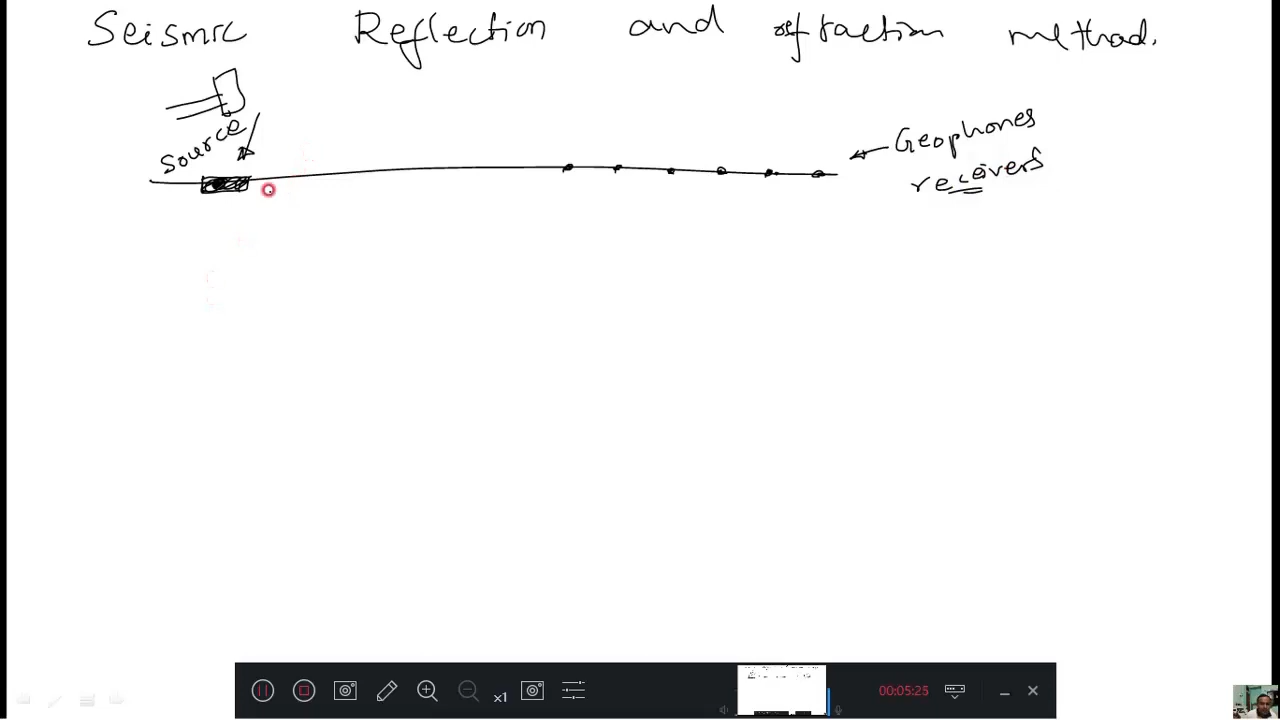 Seismic Reflection and refraction method.
Source
Geophones
receivers
x1
00:05:25